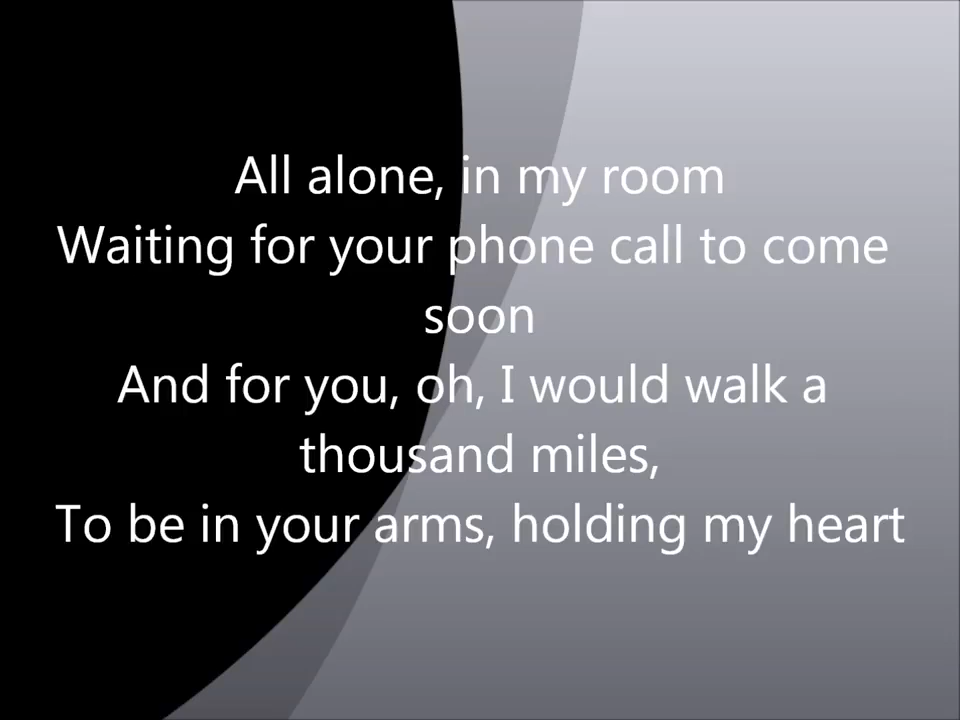 All alone, in my room
Waiting for your phone call to come
soon
And for you, oh, I would walk a
thousand miles,
To be in your arms, holding my heart